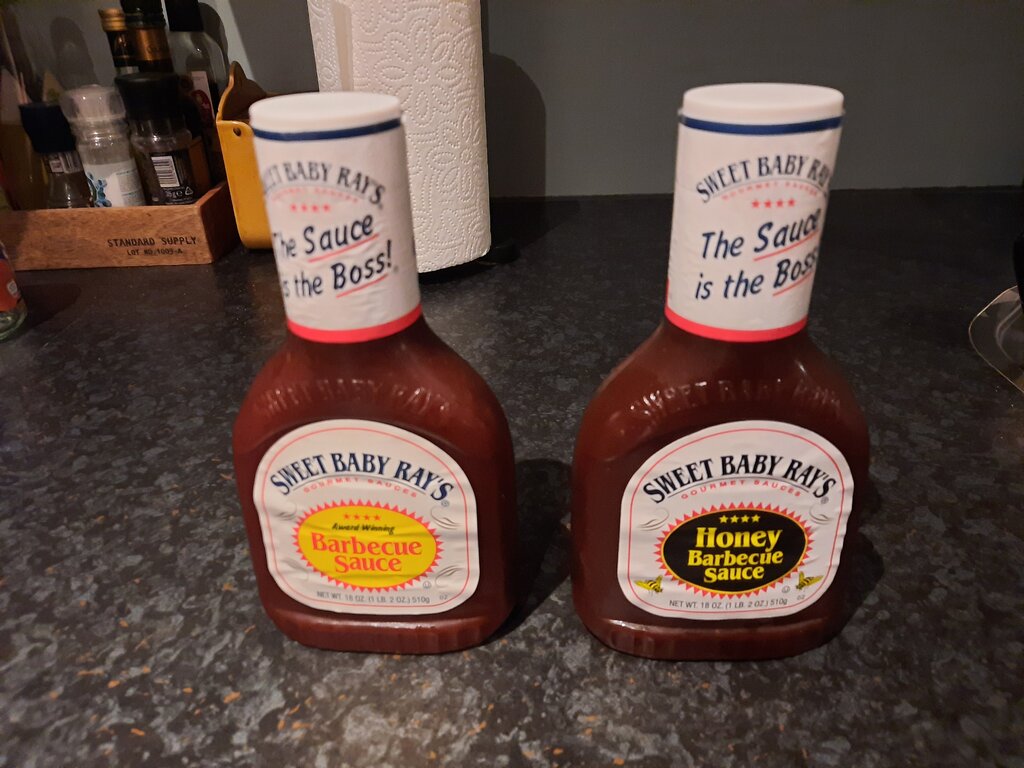 STANDARD SUPPLY
LOT NO. 1009-A
SWEET BABY RAY'S
GOURMET SAUCES
The Sauce
is the Boss!
SWEET BABY RAY'S
GOURMET SAUCES
Award-Winning
Barbecue
Sauce
NET WT. 18 OZ. (1 LB. 2 OZ.) 510g
SWEET BABY RAY
GOURMET SAUCES
The Sauce
is the Boss
SWEET BABY RAY'S
GOURMET SAUCES
Honey
Barbecue
Sauce
NET WT. 18 OZ. (1 LB. 2 OZ.) 510g